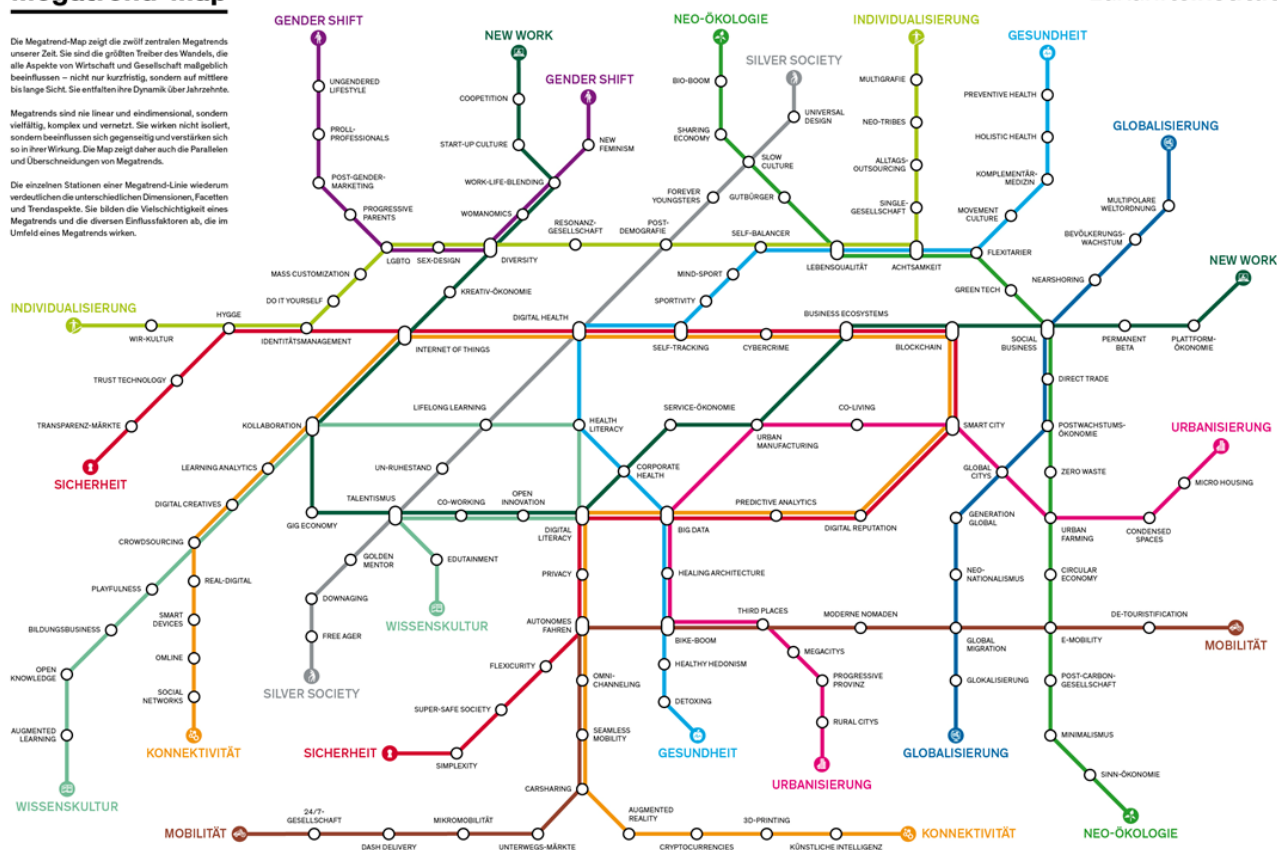 Megatrend-Map
Die Megatrend-Map zeigt die zwölf zentralen Megatrends
unserer Zeit. Sie sind die größten Treiber des Wandels, die
alle Aspekte von Wirtschaft und Gesellschaft maßgeblich
beeinflussen – nicht nur kurzfristig, sondern auf mittlere
bis lange Sicht. Sie entfalten ihre Dynamik über Jahrzehnte.
Megatrends sind nie linear und eindimensional, sondern
vielfältig, komplex und vernetzt. Sie wirken nicht isoliert,
sondern beeinflussen sich gegenseitig und verstärken sich
so in ihrer Wirkung. Die Map zeigt daher auch die Parallelen
und Überschneidungen von Megatrends.
Die einzelnen Stationen einer Megatrend-Linie wiederum
verdeutlichen die unterschiedlichen Dimensionen, Facetten
und Trendaspekte. Sie bilden die Vielschichtigkeit eines
Megatrends und die diversen Einflussfaktoren ab, die im
Umfeld eines Megatrends wirken.
GENDER SHIFT
UNGENDERED
LIFESTYLE
PROLL-
PROFESSIONALS
POST-GENDER-
MARKETING
PROGRESSIVE
PARENTS
LGBTQ
SEX-DESIGN
NEW WORK
COOPETITION
START-UP CULTURE
WORK-LIFE-BLENDING
WOMANOMICS
DIVERSITY
KREATIV-ÖKONOMIE
GENDER SHIFT
NEW
FEMINISM
RESONANZ-
GESELLSCHAFT
NEO-ÖKOLOGIE
BIO-BOOM
SHARING
ECONOMY
SLOW
CULTURE
GUTBÜRGER
SILVER SOCIETY
UNIVERSAL
DESIGN
FOREVER
YOUNGSTERS
POST-
DEMOGRAFIE
SELF-BALANCER
MIND-SPORT
SPORTIVITY
INDIVIDUALISIERUNG
MULTIGRAFIE
NEO-TRIBES
ALLTAGS-
OUTSOURCING
SINGLE-
GESELLSCHAFT
LEBENSQUALITÄT
ACHTSAMKEIT
GESUNDHEIT
PREVENTIVE HEALTH
HOLISTIC HEALTH
KOMPLEMENTÄR-
MEDIZIN
MOVEMENT
CULTURE
FLEXITARIER
GREEN TECH
GLOBALISIERUNG
MULTIPOLARE
WELTORDNUNG
BEVÖLKERUNGS-
WACHSTUM
NEARSHORING
NEW WORK
MASS CUSTOMIZATION
DO IT YOURSELF
INDIVIDUALISIERUNG
WIR-KULTUR
HYGGE
IDENTITÄTSMANAGEMENT
INTERNET OF THINGS
DIGITAL HEALTH
SELF-TRACKING
CYBERCRIME
BUSINESS ECOSYSTEMS
BLOCKCHAIN
SOCIAL
BUSINESS
PERMANENT
BETA
PLATTFORM-
ÖKONOMIE
TRUST TECHNOLOGY
TRANSPARENZ-MÄRKTE
SICHERHEIT
DIRECT TRADE
KOLLABORATION
LIFELONG LEARNING
HEALTH
LITERACY
SERVICE-ÖKONOMIE
URBAN
MANUFACTURING
CO-LIVING
SMART CITY
POSTWACHSTUMS-
ÖKONOMIE
URBANISIERUNG
LEARNING ANALYTICS
UN-RUHESTAND
CORPORATE
HEALTH
GLOBAL
CITYS
ZERO WASTE
MICRO HOUSING
DIGITAL CREATIVES
GIG ECONOMY
TALENTISMUS
CO-WORKING
OPEN
INNOVATION
DIGITAL
LITERACY
BIG DATA
PREDICTIVE ANALYTICS
DIGITAL REPUTATION
GENERATION
GLOBAL
URBAN
FARMING
CONDENSED
SPACES
CROWDSOURCING
GOLDEN
MENTOR
EDUTAINMENT
PLAYFULNESS
REAL-DIGITAL
PRIVACY
HEALING ARCHITECTURE
NEO-
NATIONALISMUS
CIRCULAR
ECONOMY
DOWNAGING
WISSENSKULTUR
BILDUNGSBUSINESS
SMART
DEVICES
FREE AGER
AUTONOMES
FAHREN
BIKE-BOOM
THIRD PLACES
MODERNE NOMADEN
GLOBAL
MIGRATION
E-MOBILITY
DE-TOURISTIFICATION
MOBILITÄT
OPEN
KNOWLEDGE
OMLINE
SILVER SOCIETY
FLEXICURITY
HEALTHY HEDONISM
MEGACITYS
SOCIAL
NETWORKS
OMNI-
CHANNELING
PROGRESSIVE
PROVINZ
GLOKALISIERUNG
POST-CARBON-
GESELLSCHAFT
SUPER-SAFE SOCIETY
DETOXING
AUGMENTED
LEARNING
KONNEKTIVITÄT
SICHERHEIT
SIMPLEXITY
SEAMLESS
MOBILITY
GESUNDHEIT
RURAL CITYS
GLOBALISIERUNG
MINIMALISMUS
WISSENSKULTUR
URBANISIERUNG
SINN-ÖKONOMIE
CARSHARING
NEO-ÖKOLOGIE
MOBILITÄT
24/7-
GESELLSCHAFT
DASH DELIVERY
MIKROMOBILITÄT
UNTERWEGS-MÄRKTE
AUGMENTED
REALITY
CRYPTOCURRENCIES
3D-PRINTING
KÜNSTLICHE INTELLIGENZ
KONNEKTIVITÄT